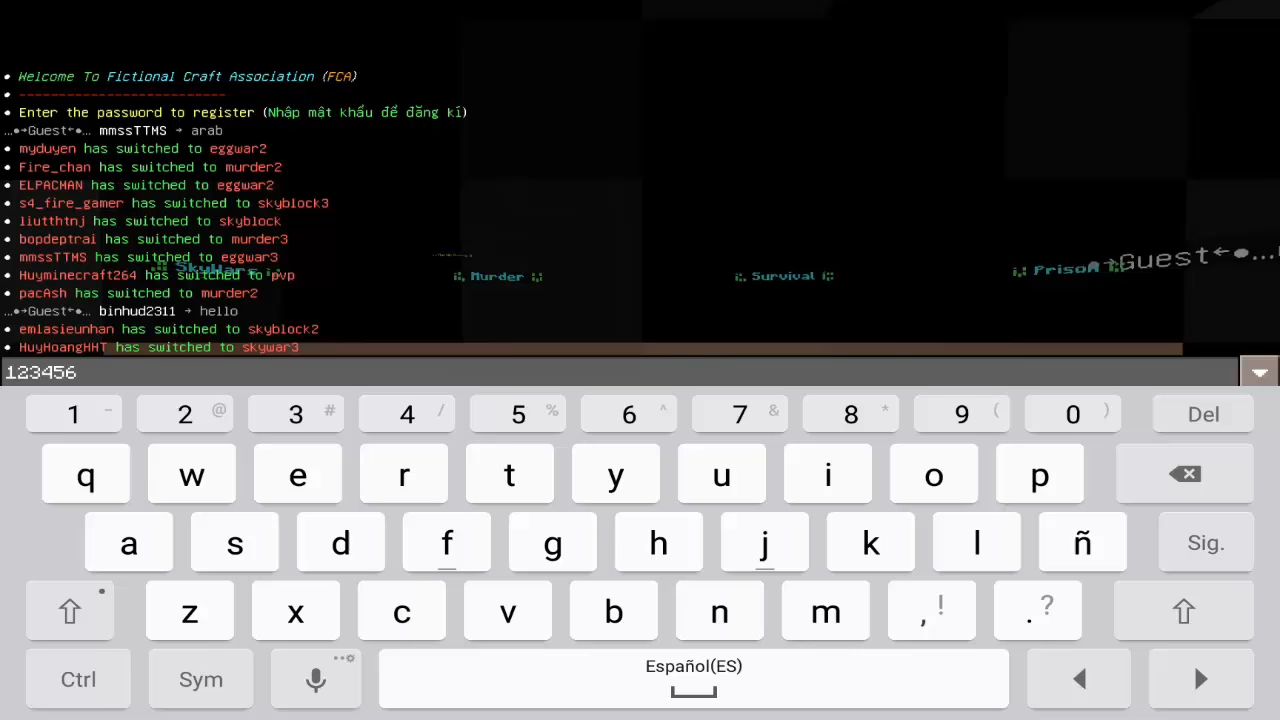 • Welcome To Fictional Craft Association (FCA)
• --------------------------
• Enter the password to register (Nhập mật khẩu để đăng kí)
...•→Guest←•... mmssTTMS → arab
• myduyen has switched to eggwar2
• Fire_chan has switched to murder2
• ELPACMAN has switched to eggwar2
• s4_fire_gamer has switched to skyblock3
• liutthtnj has switched to skyblock
• bopdeptrai has switched to murder3
• mmssTTMS has switched to eggwar3
• Huyminecraft264 has switched to pvp
• pacAsh has switched to murder2
...•→Guest←•... binhud2311 → hello
• emlasieunhan has switched to skyblock2
• HuyHoangHHT has switched to skywar3
SkyWars
Murder
Survival
Prison
•→Guest←•...
123456
1 - 2 @ 3 # 4 / 5 % 6 ^ 7 & 8 * 9 ( 0 ) Del
q w e r t y u i o p
a s d f g h j k l ñ Sig.
z x c v b n m , ! . ?
Ctrl Sym Español(ES)